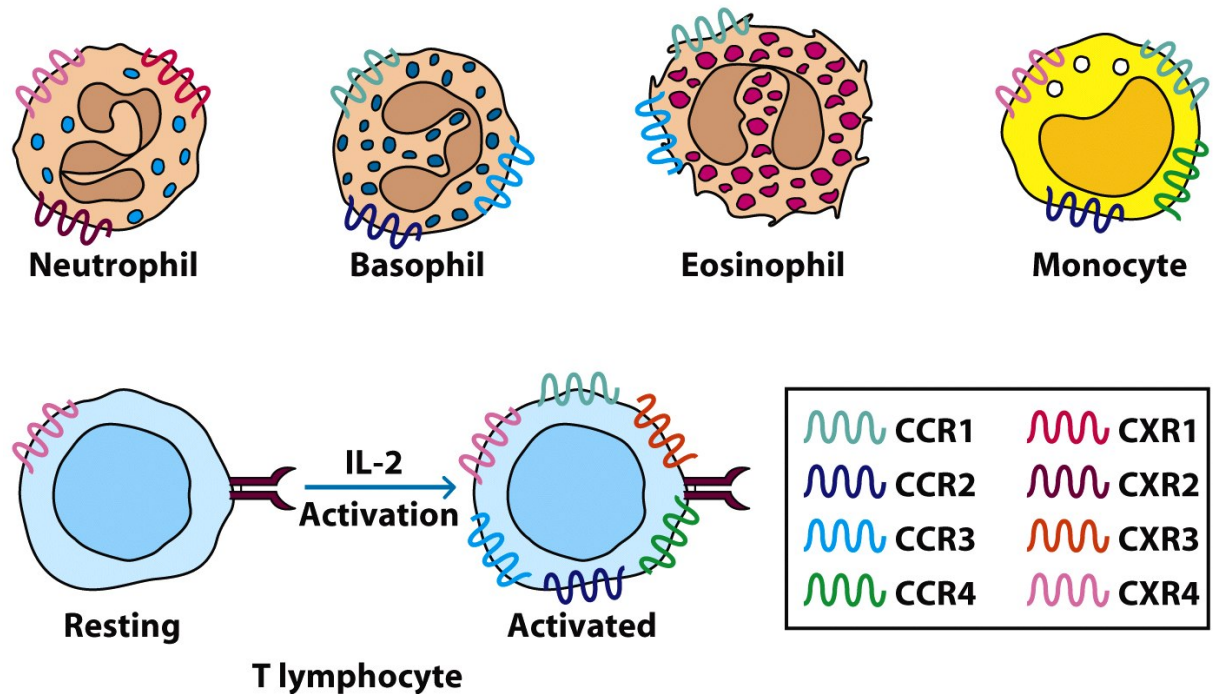 Neutrophil
Basophil
Eosinophil
Monocyte
IL-2
Activation
Resting
Activated
T lymphocyte
CCR1
CXR1
CCR2
CXR2
CCR3
CXR3
CCR4
CXR4